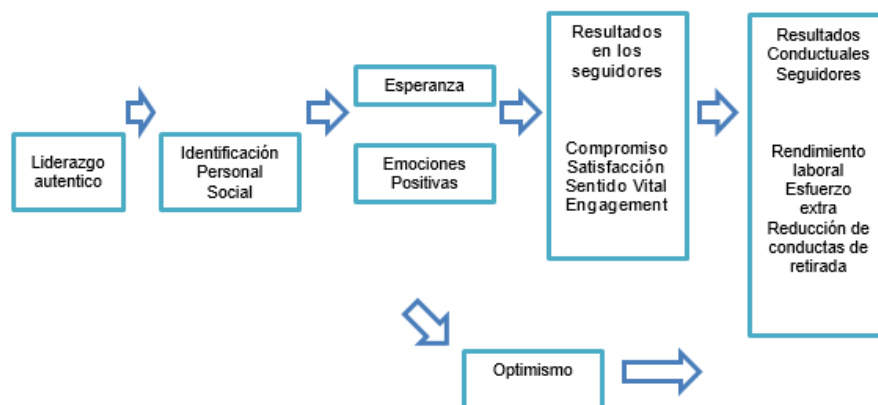 Liderazgo
autentico
Identificación
Personal
Social
Esperanza
Emociones
Positivas
Resultados
en los
seguidores
Compromiso
Satisfacción
Sentido Vital
Engagement
Resultados
Conductuales
Seguidores
Rendimiento
laboral
Esfuerzo
extra
Reducción de
conductas de
retirada
Optimismo